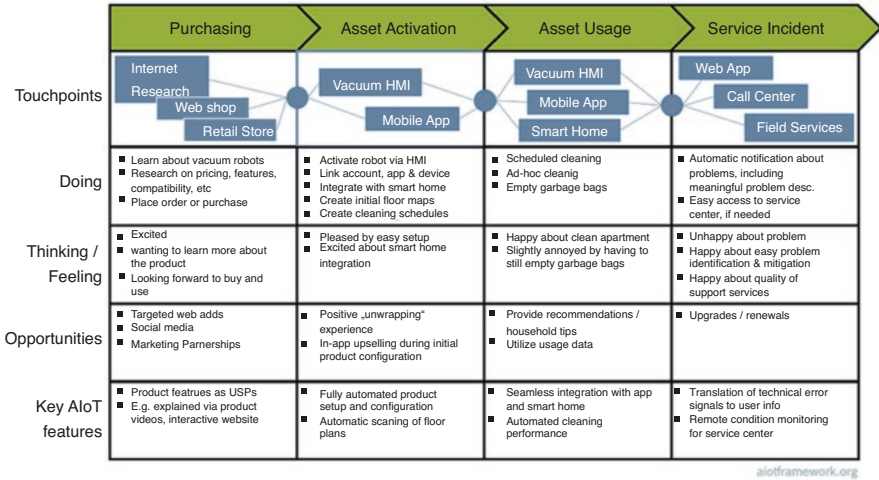 Purchasing
Asset Activation
Asset Usage
Service Incident
Touchpoints
Internet
Research
Web shop
Retail Store
Vacuum HMI
Mobile App
Vacuum HMI
Mobile App
Smart Home
Web App
Call Center
Field Services
Doing
Learn about vacuum robots
Research on pricing, features,
compatibility, etc
Place order or purchase
Activate robot via HMI
Link account, app & device
Integrate with smart home
Create initial floor maps
Create cleaning schedules
Scheduled cleaning
Ad-hoc cleanig
Empty garbage bags
Automatic notification about
problems, including
meaningful problem desc.
Easy access to service
center, if needed
Thinking /
Feeling
Excited
wanting to learn more about
the product
Looking forward to buy and
use
Pleased by easy setup
Excited about smart home
integration
Happy about clean apartment
Slightly annoyed by having to
still empty garbage bags
Unhappy about problem
Happy about easy problem
identification & mitigation
Happy about quality of
support services
Opportunities
Targeted web adds
Social media
Marketing Parnerships
Positive „unwrapping“
experience
In-app upselling during initial
product configuration
Provide recommendations /
household tips
Utilize usage data
Upgrades / renewals
Key AIoT
features
Product featrues as USPs
E.g. explained via product
videos, interactive website
Fully automated product
setup and configuration
Automatic scaning of floor
plans
Seamless integration with app
and smart home
Automated cleaning
performance
Translation of technical error
signals to user info
Remote condition monitoring
for service center
aiotframework.org